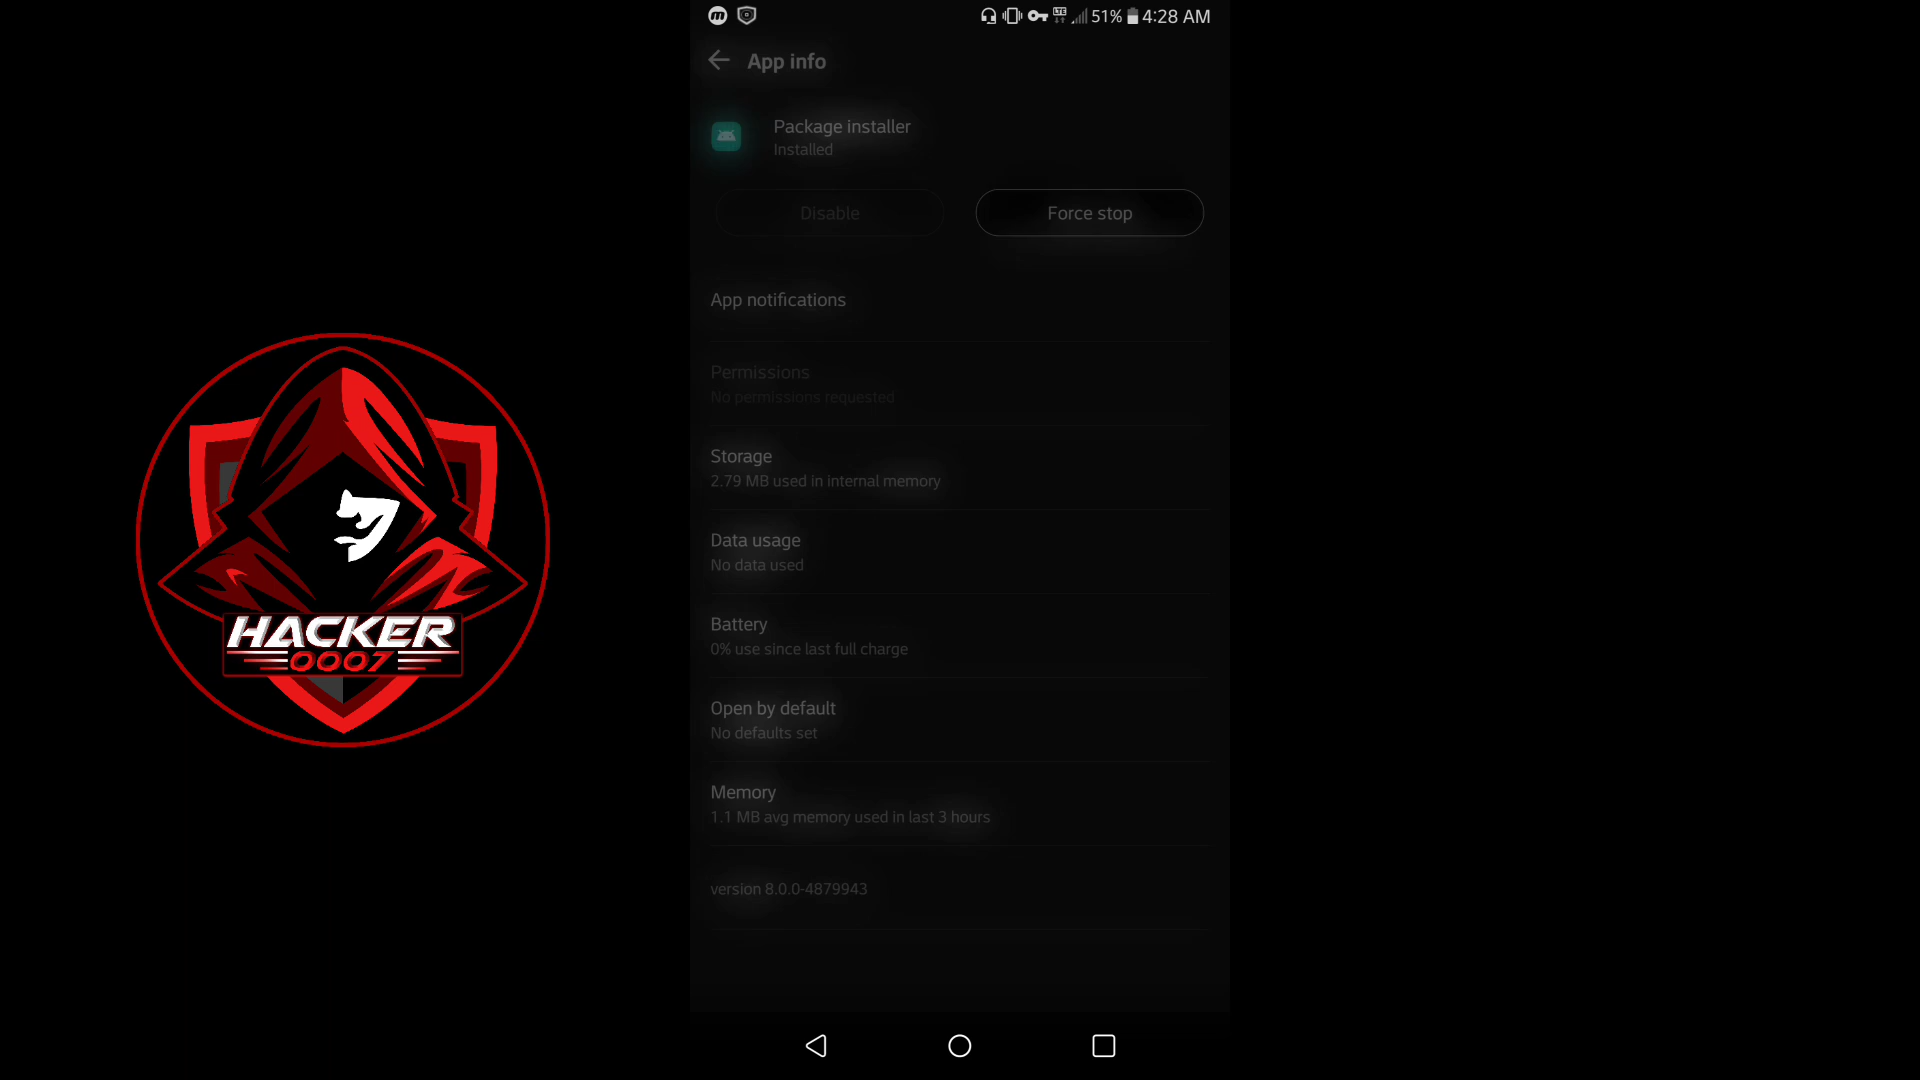 LTE 51% 4:28 AM
App info
Package installer
Installed
Disable
Force stop
App notifications
Permissions
No permissions requested
Storage
2.79 MB used in internal memory
Data usage
No data used
Battery
0% use since last full charge
Open by default
No defaults set
Memory
1.1 MB avg memory used in last 3 hours
version 8.0.0-4879943
HACKER
0007